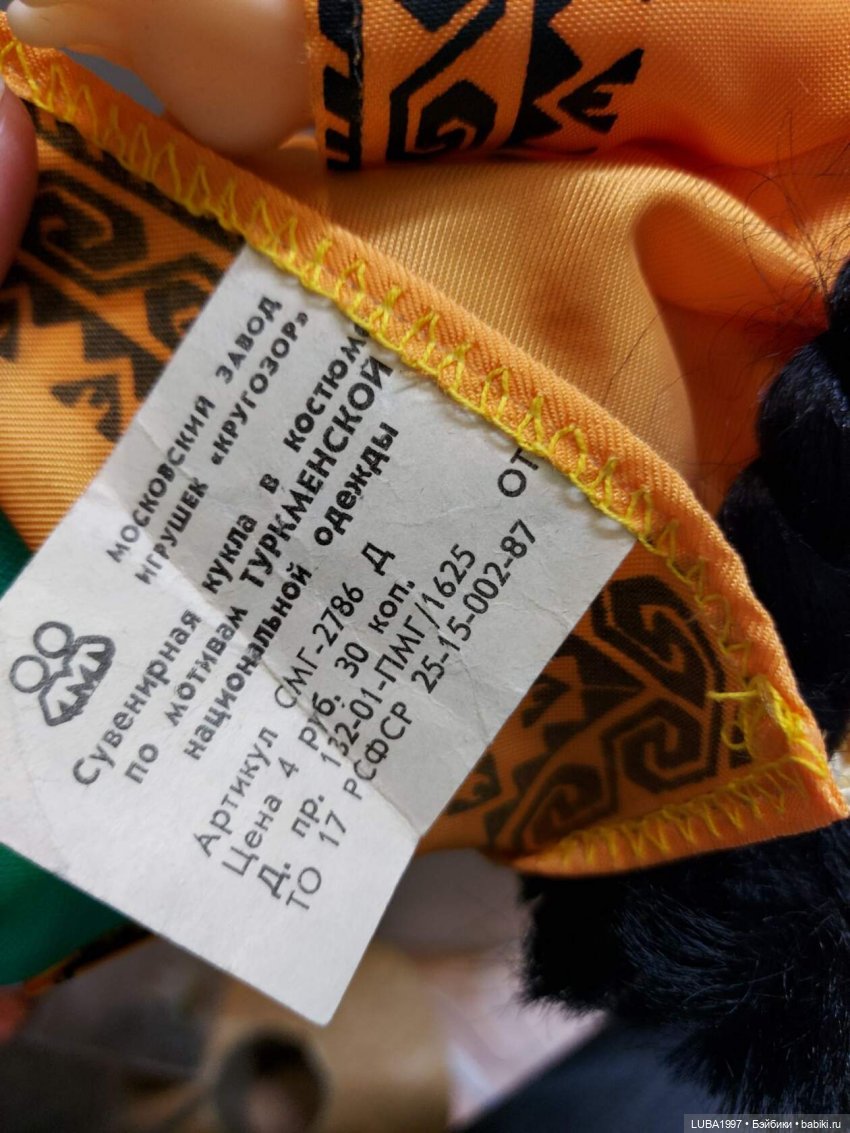 МОСКОВСКИЙ ЗАВОД
ИГРУШЕК «КРУГОЗОР»
Сувенирная кукла в костюме
по мотивам ТУРКМЕНСКОЙ
национальной одежды
Артикул СМГ-2786 Д
Цена 4 руб. 30 коп.
Д. пр. 132-01-ПМГ/1625 ОТ
ТО 17 РСФСР 25-15-002-87
LUBA1997 • Бэйбики • babiki.ru